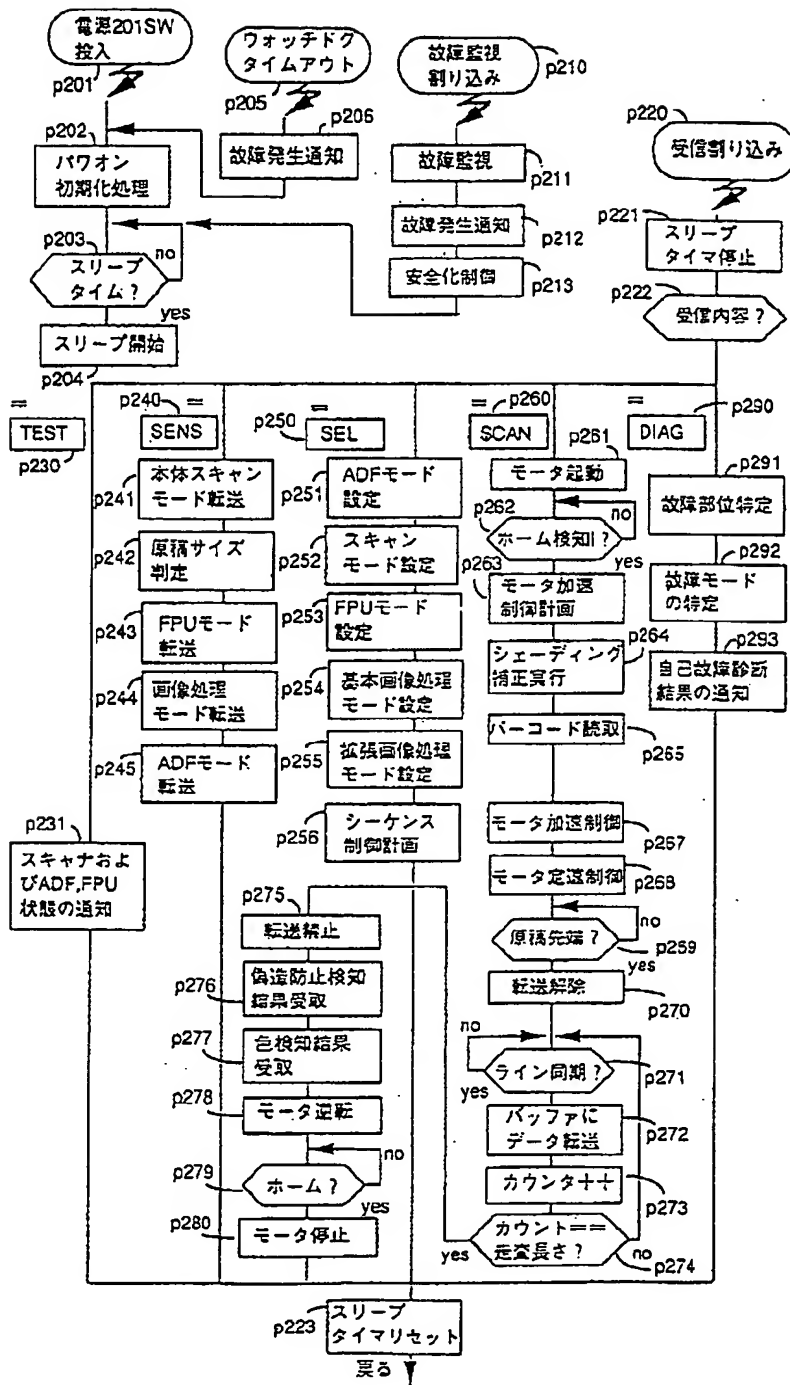 電源201SW
投入
p201
ウォッチドグ
タイムアウト
p205
故障監視
割り込み
p210
p202
パワオン
初期化処理
p206
故障発生通知
故障監視
p211
p220
受信割り込み
p203
スリープ
タイム？
no
yes
故障発生通知
p212
安全化制御
p213
p221
スリープ
タイマ停止
p222
受信内容？
スリープ開始
p204
=
TEST
p230
p240
=
SENS
=
p250
SEL
=
p260
SCAN
=
DIAG
p290
本体スキャン
モード転送
p241
原稿サイズ
判定
p242
FPUモード
転送
p243
画像処理
モード転送
p244
ADFモード
転送
p245
ADFモード
設定
p251
スキャン
モード設定
p252
FPUモード
設定
p253
基本画像処理
モード設定
p254
拡張画像処理
モード設定
p255
シーケンス
制御計画
p256
p261
モータ起動
p262
ホーム検知？
no
yes
p263
モータ加速
制御計画
p264
シェーディング
補正実行
バーコード読取
p265
モータ加速制御
p267
モータ定速制御
p268
原稿先端？
no
p269
yes
転送解除
p270
no
ライン同期？
p271
yes
バッファに
データ転送
p272
カウンタ++
p273
カウント==
走査長さ？
yes
no
p274
p291
故障部位特定
p292
故障モード
の特定
p293
自己故障診断
結果の通知
p231
スキャナおよ
びADF,FPU
状態の通知
p275
転送禁止
p276
偽造防止検知
結果受取
p277
色検知結果
受取
p278
モータ逆転
p279
ホーム？
no
yes
p280
モータ停止
p223
スリープ
タイマリセット
戻る